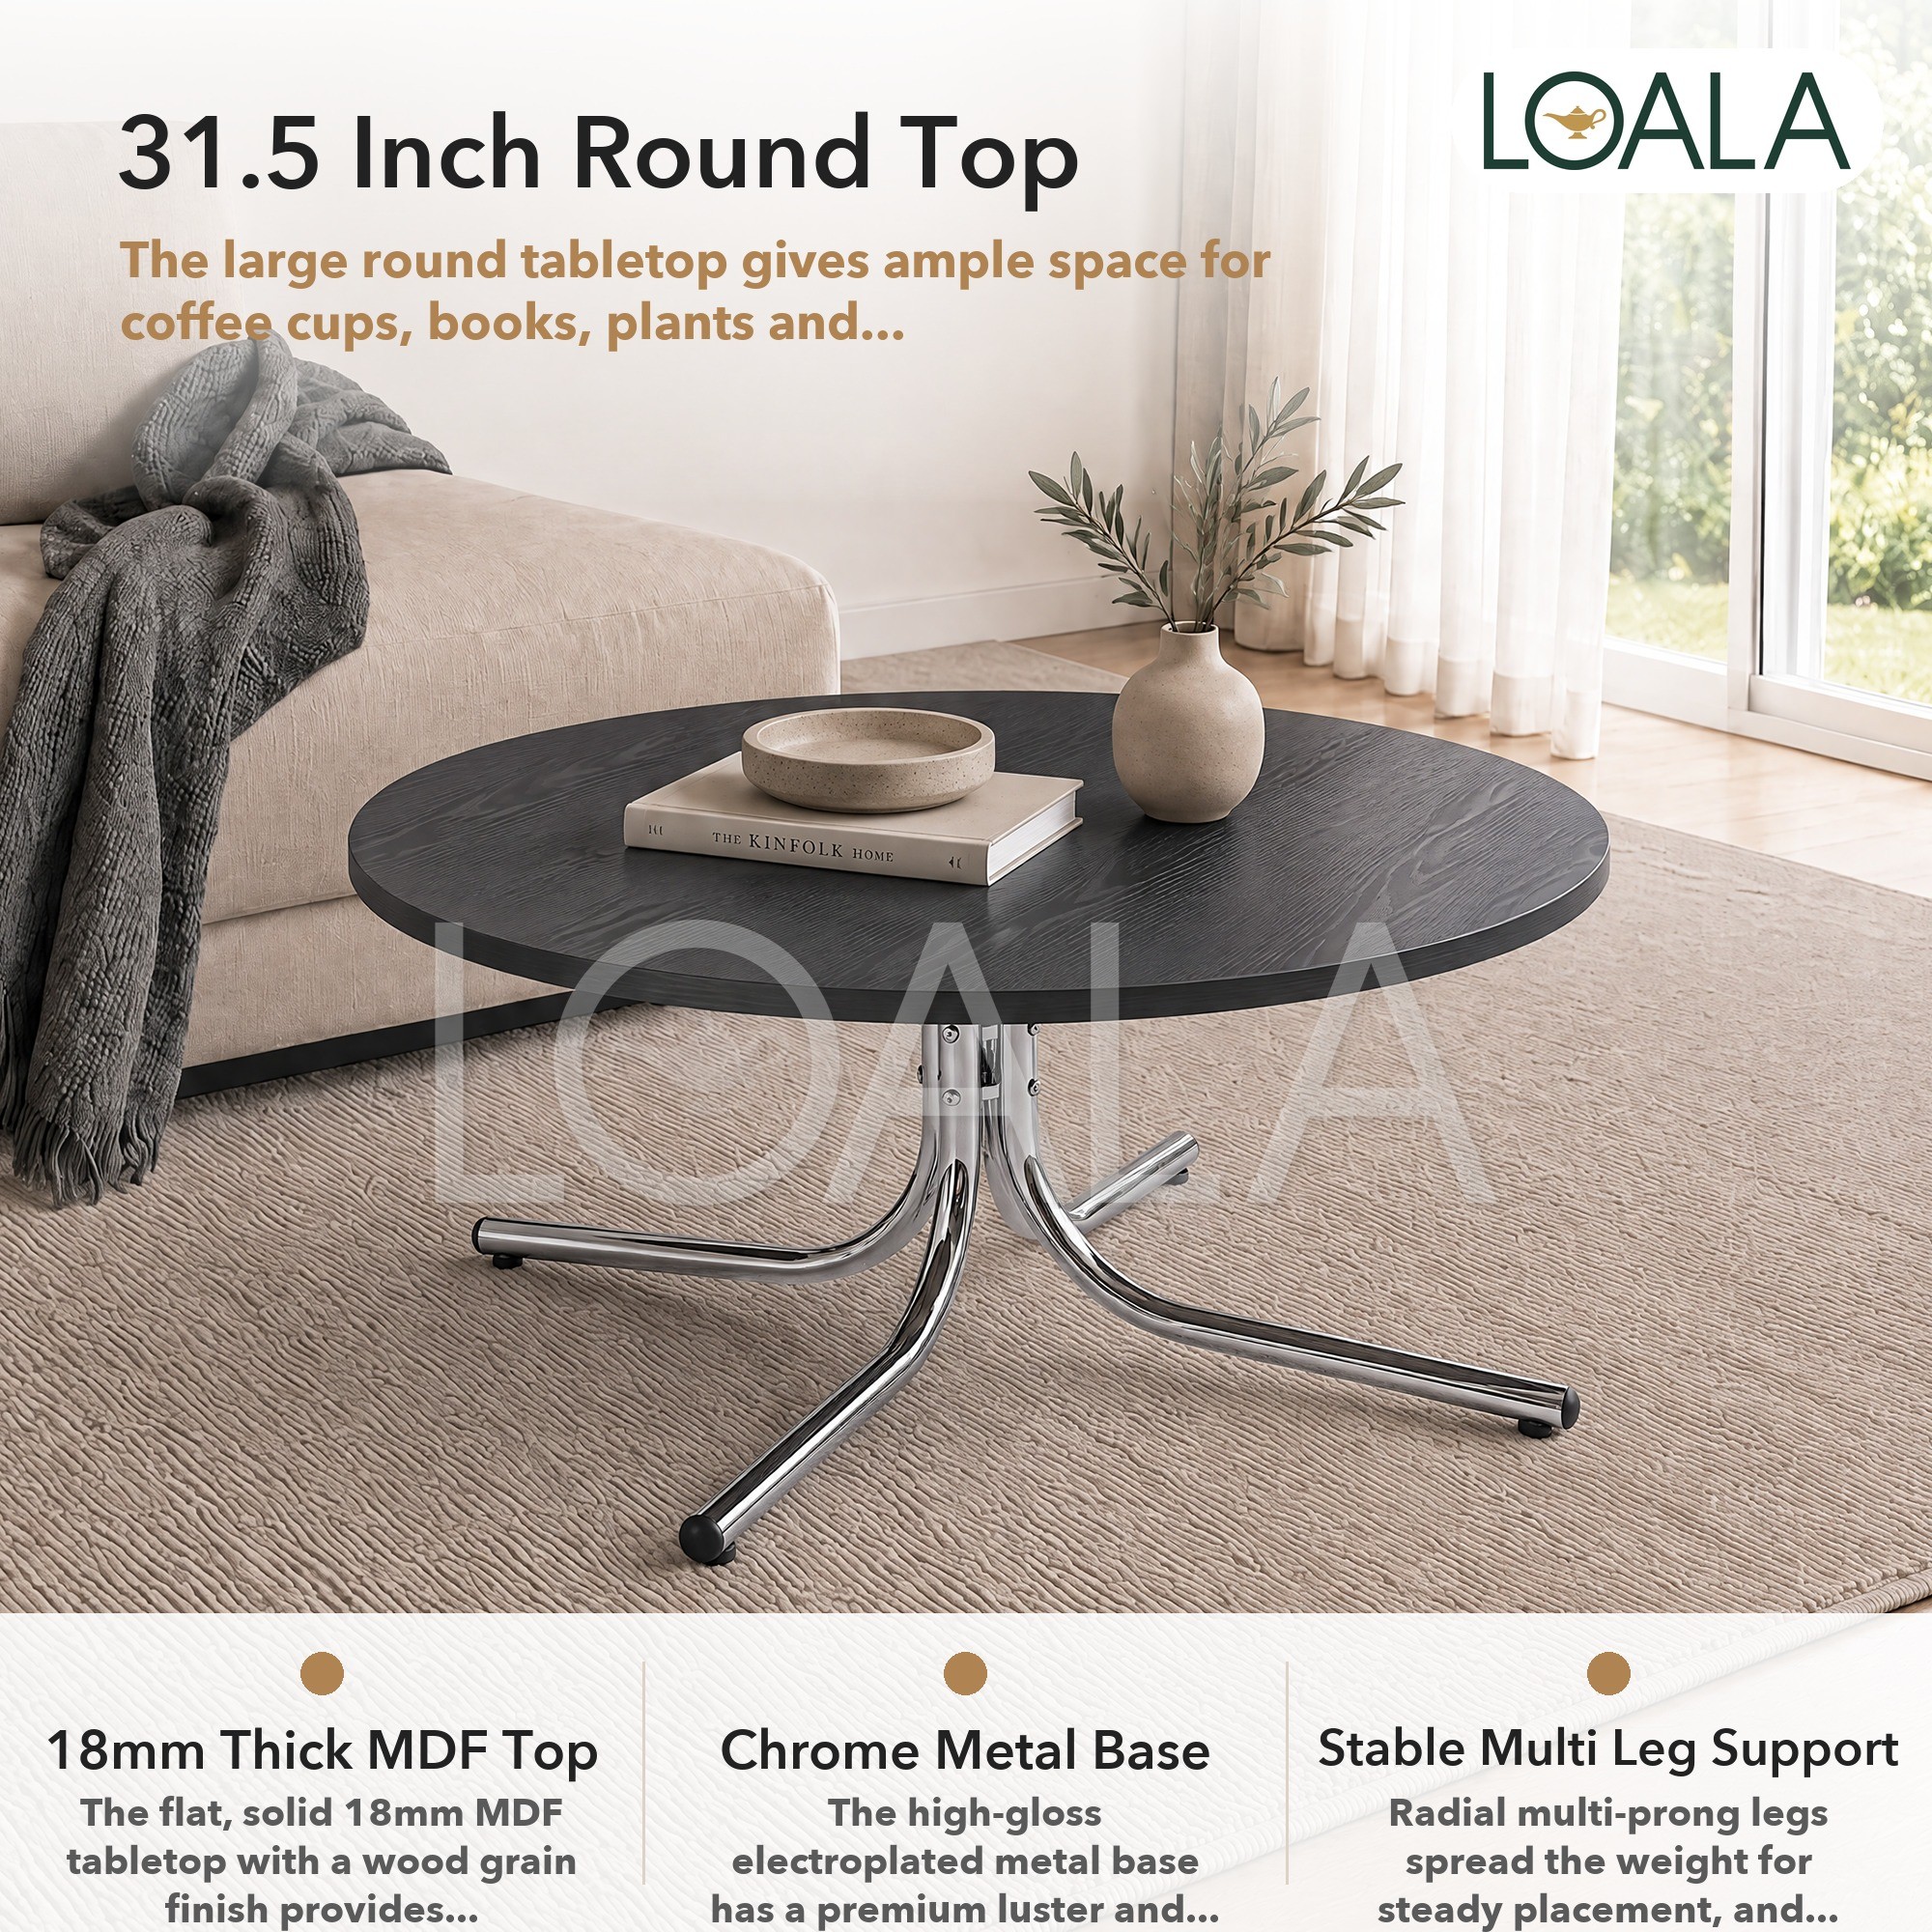 LOALA
31.5 Inch Round Top
The large round tabletop gives ample space for
coffee cups, books, plants and...
THE KINFOLK HOME
LOALA
18mm Thick MDF Top
The flat, solid 18mm MDF
tabletop with a wood grain
finish provides...
Chrome Metal Base
The high-gloss
electroplated metal base
has a premium luster and...
Stable Multi Leg Support
Radial multi-prong legs
spread the weight for
steady placement, and...